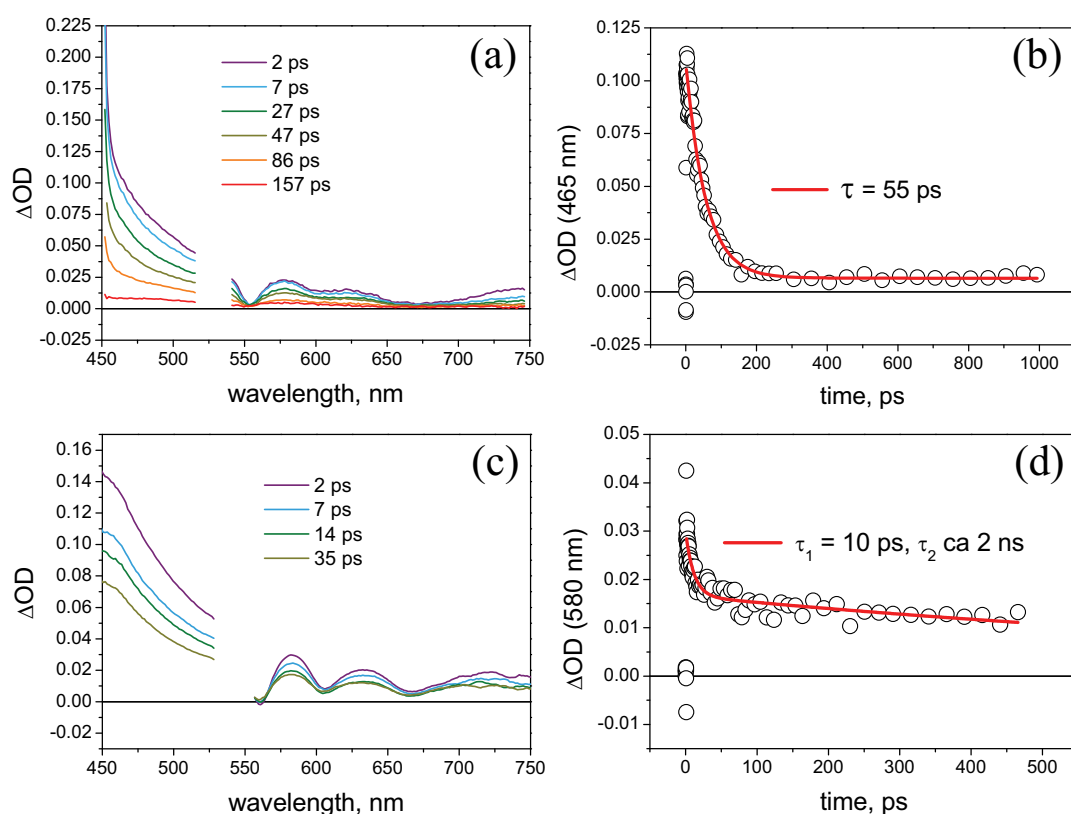 (a)
0.225
0.200
0.175
0.150
0.125
0.100
0.075
0.050
0.025
0.000
-0.025
ΔOD
2 ps
7 ps
27 ps
47 ps
86 ps
157 ps
450 500 550 600 650 700 750
wavelength, nm
(b)
0.125
0.100
0.075
0.050
0.025
0.000
-0.025
ΔOD (465 nm)
τ = 55 ps
0 200 400 600 800 1000
time, ps
(c)
0.16
0.14
0.12
0.10
0.08
0.06
0.04
0.02
0.00
-0.02
ΔOD
2 ps
7 ps
14 ps
35 ps
450 500 550 600 650 700 750
wavelength, nm
(d)
0.05
0.04
0.03
0.02
0.01
0.00
-0.01
ΔOD (580 nm)
τ1 = 10 ps, τ2 ca 2 ns
0 100 200 300 400 500
time, ps